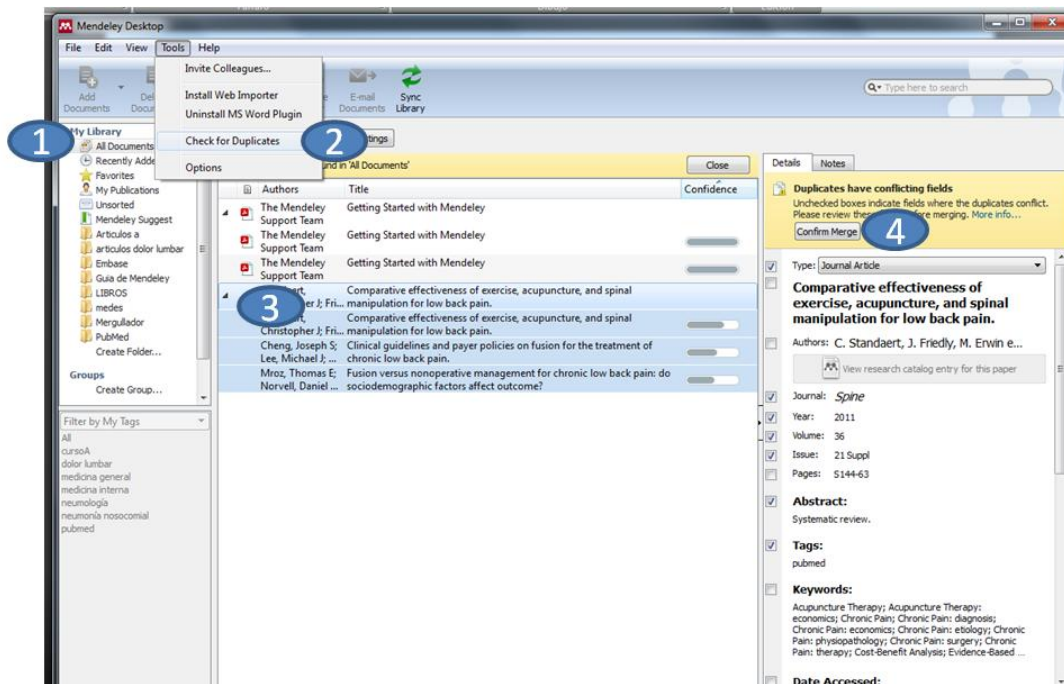 Mendeley Desktop
File Edit View Tools Help
Invite Colleagues...
Install Web Importer
Uninstall MS Word Plugin
Check for Duplicates
Options
Add
Documents
E-mail
Documents
Sync
Library
Type here to search
1
2
3
4
My Library
All Documents
Recently Adde
Favorites
My Publications
Unsorted
Mendeley Suggest
Articulos a
articulos dolor lumbar
Embase
Guia de Mendeley
LIBROS
medes
Mergullador
PubMed
Create Folder...
Groups
Create Group...
Filter by My Tags
All
cursoA
dolor lumbar
medicina general
medicina interna
neumología
neumonía nosocomial
pubmed
in 'All Documents'
Close
Authors Title Confidence
The Mendeley Getting Started with Mendeley
Support Team
The Mendeley Getting Started with Mendeley
Support Team
The Mendeley Getting Started with Mendeley
Support Team
Comparative effectiveness of exercise, acupuncture, and spinal
Fri... manipulation for low back pain.
Comparative effectiveness of exercise, acupuncture, and spinal
Christopher J; Fri... manipulation for low back pain.
Cheng, Joseph S; Clinical guidelines and payer policies on fusion for the treatment of
Lee, Michael J; ... chronic low back pain.
Mroz, Thomas E; Fusion versus nonoperative management for chronic low back pain: do
Norvell, Daniel ... sociodemographic factors affect outcome?
Details Notes
Duplicates have conflicting fields
Unchecked boxes indicate fields where the duplicates conflict.
Please review before merging. More info...
Confirm Merge
Type: Journal Article
Comparative effectiveness of
exercise, acupuncture, and spinal
manipulation for low back pain.
Authors: C. Standaert, J. Friedly, M. Erwin e...
View research catalog entry for this paper
Journal: Spine
Year: 2011
Volume: 36
Issue: 21 Suppl
Pages: S144-63
Abstract:
Systematic review.
Tags:
pubmed
Keywords:
Acupuncture Therapy; Acupuncture Therapy:
economics; Chronic Pain; Chronic Pain: diagnosis;
Chronic Pain: economics; Chronic Pain: etiology; Chronic
Pain: physiopathology; Chronic Pain: surgery; Chronic
Pain: therapy; Cost-Benefit Analysis; Evidence-Based ...
Date Accessed: